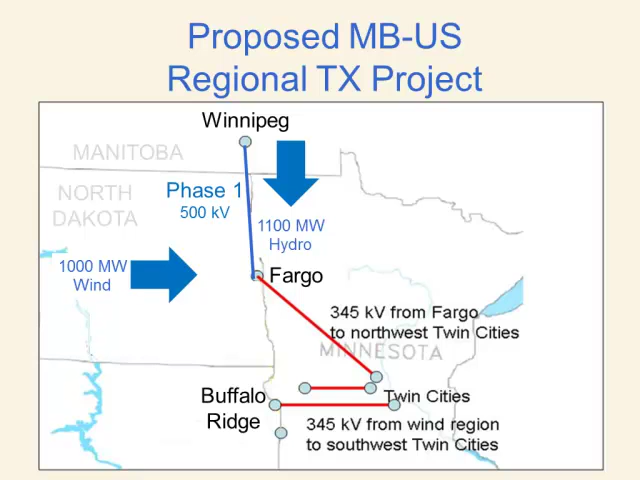 Proposed MB-US
Regional TX Project
Winnipeg
MANITOBA
NORTH
DAKOTA
Phase 1
500 kV
1100 MW
Hydro
1000 MW
Wind
Fargo
345 kV from Fargo
to northwest Twin Cities
MINNESOTA
Buffalo
Ridge
Twin Cities
345 kV from wind region
to southwest Twin Cities